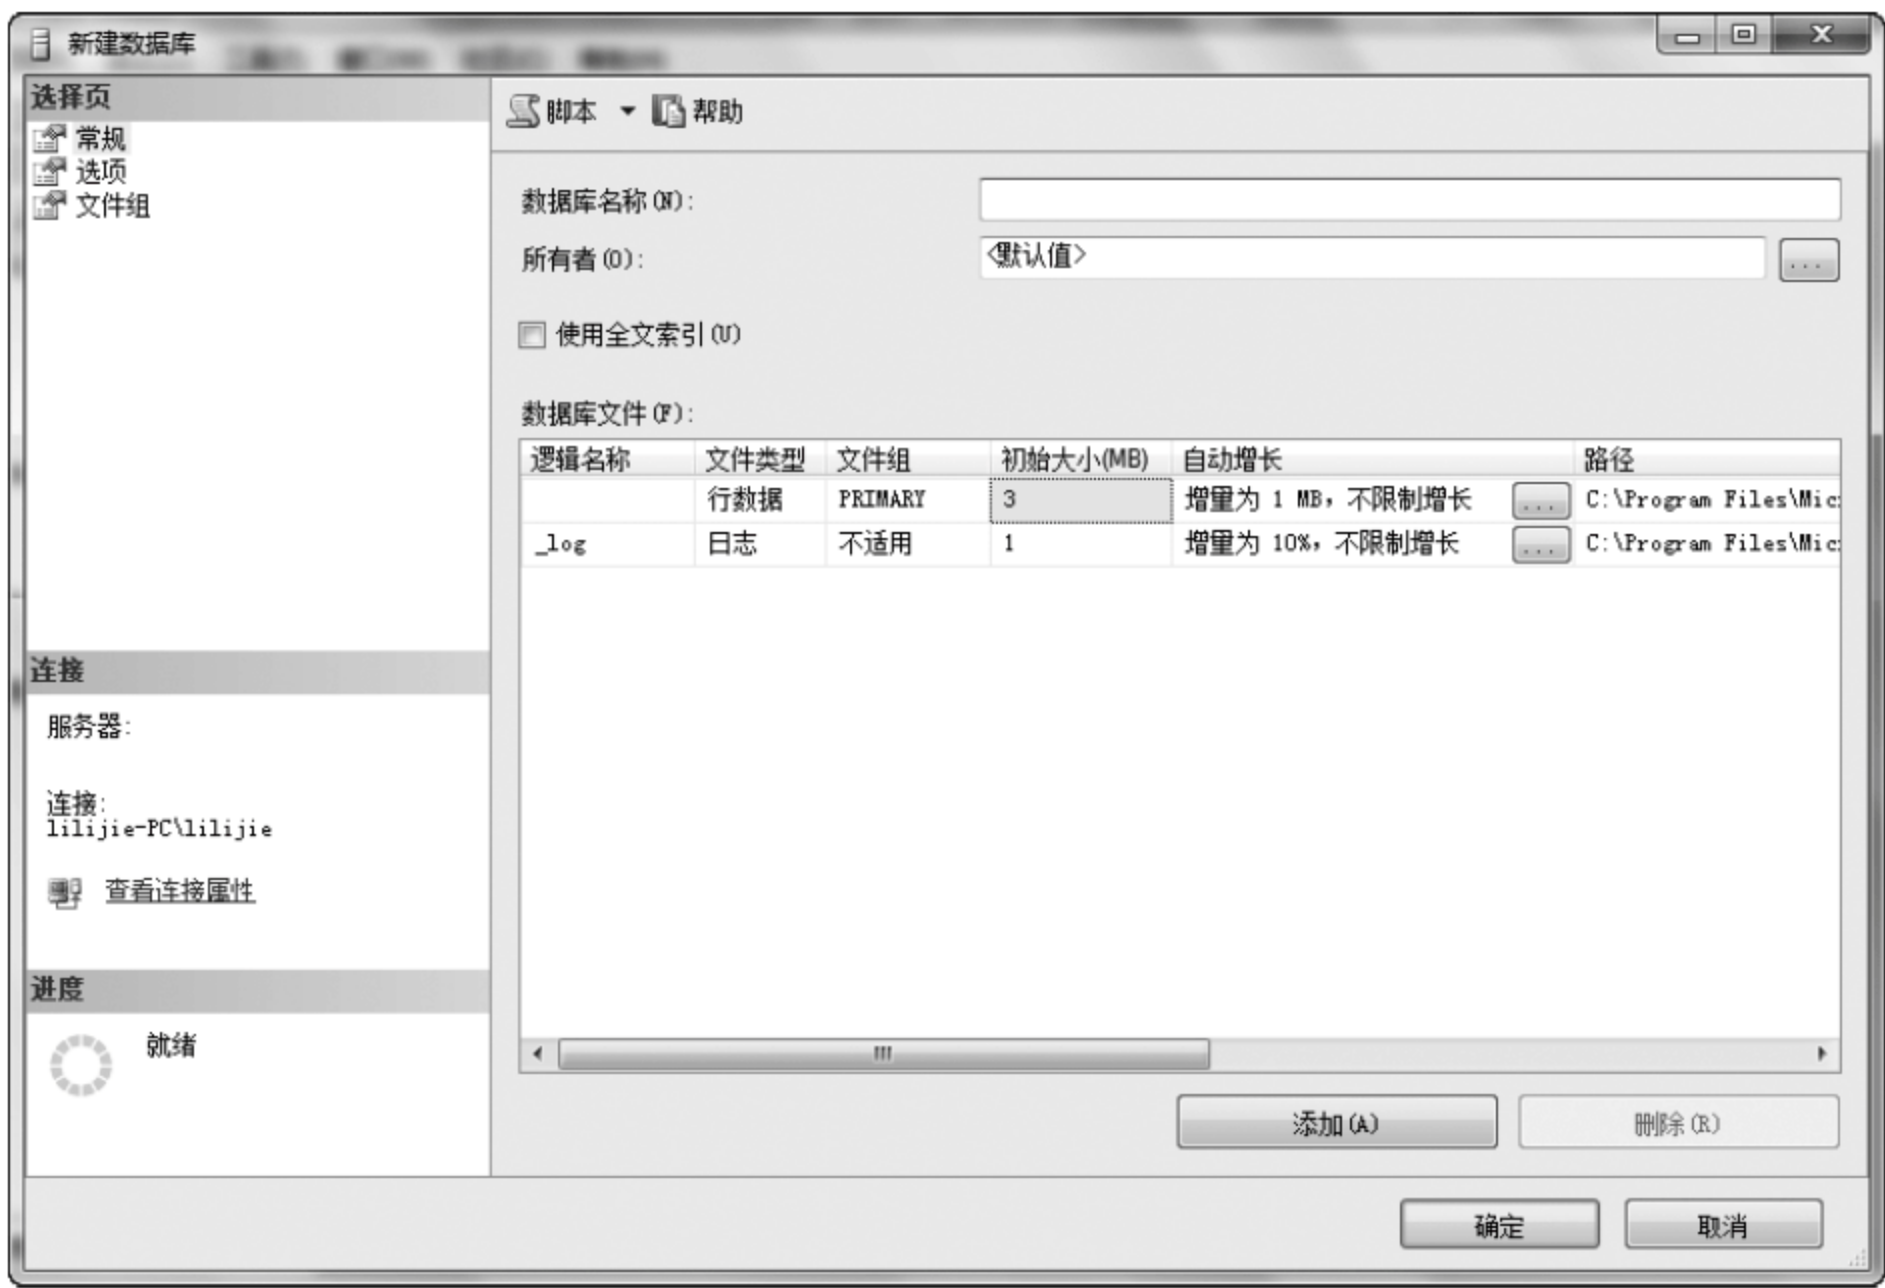 新建数据库
选择页
常规
选项
文件组
脚本 帮助
数据库名称(N):
所有者(O): <默认值> ...
使用全文索引(U)
数据库文件(F):
逻辑名称 文件类型 文件组 初始大小(MB) 自动增长 路径
行数据 PRIMARY 3 增量为 1 MB，不限制增长 ... C:\Program Files\Mic
_log 日志 不适用 1 增量为 10%，不限制增长 ... C:\Program Files\Mic
连接
服务器:
连接:
lilijie-PC\lilijie
查看连接属性
进度
就绪
添加(A) 删除(R)
确定 取消